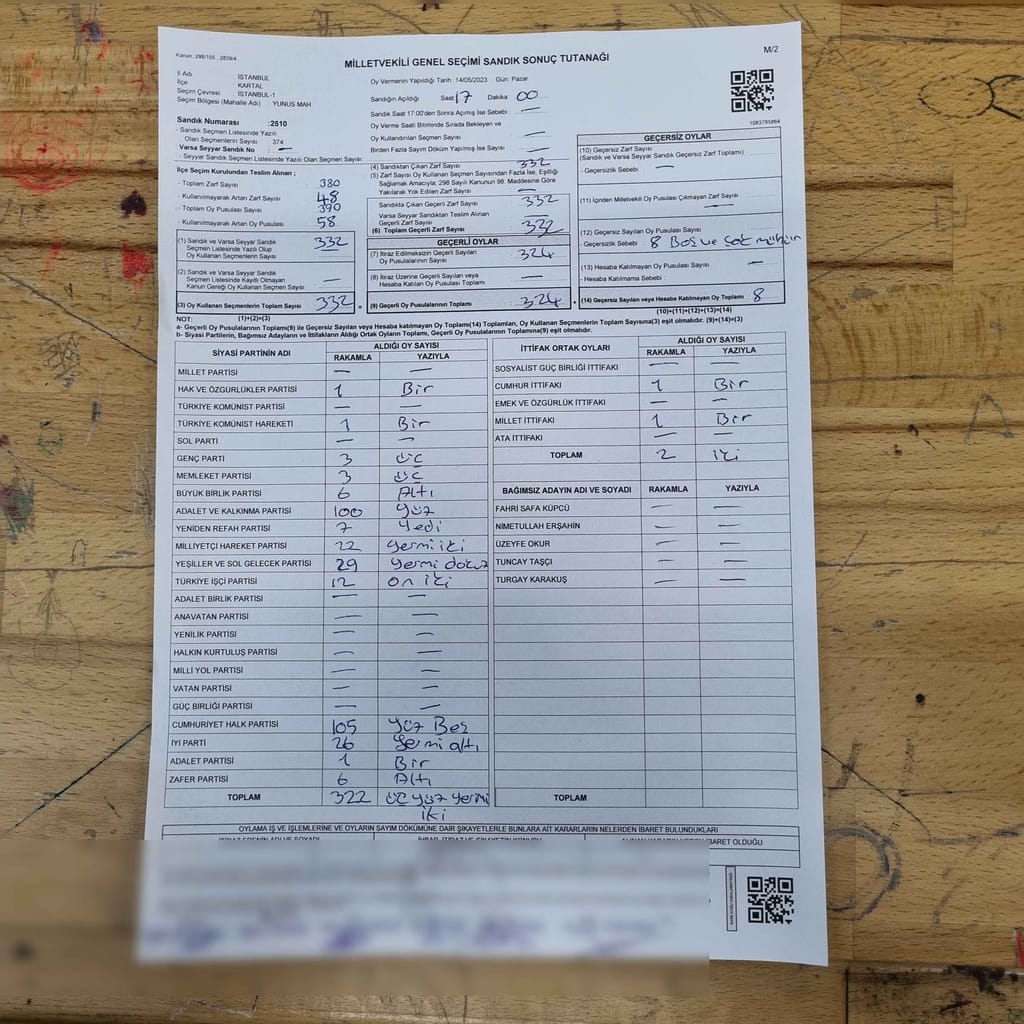 Kanun: 298/105, 2839/4
M/2
MİLLETVEKİLİ GENEL SEÇİMİ SANDIK SONUÇ TUTANAĞI
İl Adı : İSTANBUL
İlçe : KARTAL
Seçim Çevresi : İSTANBUL-1
Seçim Bölgesi (Mahalle Adı) : YUNUS MAH
Sandık Numarası :2510
- Sandık Seçmen Listesinde Yazılı
Olan Seçmenlerin Sayısı 374
Varsa Seyyar Sandık No : —
- Seyyar Sandık Seçmen Listesinde Yazılı Olan Seçmen Sayısı:
Oy Vermenin Yapıldığı Tarih :14/05/2023 Gün: Pazar
Sandığın Açıldığı Saat 17 Dakika 00
Sandık Saat 17:00'den Sonra Açılmış İse Sebebi —
Oy Verme Saati Bitiminde Sırada Bekleyen ve
Oy Kullandırılan Seçmen Sayısı —
Birden Fazla Sayım Döküm Yapılmış İse Sayısı —
1083795864
İlçe Seçim Kurulundan Teslim Alınan ;
- Toplam Zarf Sayısı 380
- Kullanılmayarak Artan Zarf Sayısı 48
- Toplam Oy Pusulası Sayısı 390
- Kullanılmayarak Artan Oy Pusulası 58
(1) Sandık ve Varsa Seyyar Sandık
Seçmen Listesinde Yazılı Olup
Oy Kullanan Seçmenlerin Sayısı 332
(2) Sandık ve Varsa Seyyar Sandık
Seçmen Listesinde Kayıtlı Olmayan
Kanun Gereği Oy Kullanan Seçmenlerin Sayısı —
(3) Oy Kullanan Seçmenlerin Toplam Sayısı 332
(1)+(2)=(3)
(4) Sandıktan Çıkan Zarf Sayısı 332
(5) Zarf Sayısı Oy Kullanan Seçmen Sayısından Fazla İse, Eşitliği
Sağlamak Amacıyla, 298 Sayılı Kanunun 98. Maddesine Göre
Yakılarak Yok Edilen Zarf Sayısı —
Sandıkta Çıkan Geçerli Zarf Sayısı 332
Varsa Seyyar Sandıktan Teslim Alınan
Geçerli Zarf Sayısı —
(6) Toplam Geçerli Zarf Sayısı 332
GEÇERLİ OYLAR
(7) İtiraz Edilmeksizin Geçerli Sayılan
Oy Pusulalarının Sayısı 324
(8) İtiraz Üzerine Geçerli Sayılan veya
Hesaba Katılan Oy Pusulaları Toplamı —
(9) Geçerli Oy Pusulalarının Toplamı 324
GEÇERSİZ OYLAR
(10) Geçersiz Zarf Sayısı
(Sandık ve Varsa Seyyar Sandık Geçersiz Zarf Toplamı)
- Geçersizlik Sebebi —
(11) İçinden Milletvekili Oy Pusulası Çıkmayan Zarf Sayısı
—
(12) Geçersiz Sayılan Oy Pusulası Sayısı
- Geçersizlik Sebebi 8 Boş ve çok mühür
(13) Hesaba Katılmayan Oy Pusulası Sayısı —
- Hesaba Katılmama Sebebi
(14) Geçersiz Sayılan veya Hesaba Katılmayan Oy Toplamı 8
(10)+(11)+(12)+(13)=(14)
NOT:
a- Geçerli Oy Pusulalarının Toplamı(9) ile Geçersiz Sayılan veya Hesaba katılmayan Oy Toplamı(14) Toplamları, Oy Kullanan Seçmenlerin Toplam Sayısına(3) eşit olmalıdır. (9)+(14)=(3)
b- Siyasi Partilerin, Bağımsız Adayların ve İttifakların Aldığı Ortak Oyların Toplamı, Geçerli Oy Pusulalarının Toplamına(9) eşit olmalıdır.
SİYASİ PARTİNİN ADI ALDIĞI OY SAYISI
RAKAMLA YAZIYLA
MİLLET PARTİSİ — —
HAK VE ÖZGÜRLÜKLER PARTİSİ 1 Bir
TÜRKİYE KOMÜNİST PARTİSİ — —
TÜRKİYE KOMÜNİST HAREKETİ 1 Bir
SOL PARTİ — —
GENÇ PARTİ 3 üç
MEMLEKET PARTİSİ 3 üç
BÜYÜK BİRLİK PARTİSİ 6 Altı
ADALET VE KALKINMA PARTİSİ 100 yüz
YENİDEN REFAH PARTİSİ 7 Yedi
MİLLİYETÇİ HAREKET PARTİSİ 22 yermi iki
YEŞİLLER VE SOL GELECEK PARTİSİ 29 yermi dokuz
TÜRKİYE İŞÇİ PARTİSİ 12 on iki
ADALET BİRLİK PARTİSİ — —
ANAVATAN PARTİSİ — —
YENİLİK PARTİSİ — —
HALKIN KURTULUŞ PARTİSİ — —
MİLLİ YOL PARTİSİ — —
VATAN PARTİSİ — —
GÜÇ BİRLİĞİ PARTİSİ — —
CUMHURİYET HALK PARTİSİ 105 yüz Beş
İYİ PARTİ 26 yermi altı
ADALET PARTİSİ 1 Bir
ZAFER PARTİSİ 6 Altı
TOPLAM 322 üç yüz yermi
iki
İTTİFAK ORTAK OYLARI ALDIĞI OY SAYISI
RAKAMLA YAZIYLA
SOSYALİST GÜÇ BİRLİĞİ İTTİFAKI — —
CUMHUR İTTİFAKI 1 Bir
EMEK VE ÖZGÜRLÜK İTTİFAKI — —
MİLLET İTTİFAKI 1 Bir
ATA İTTİFAKI — —
TOPLAM 2 iki
BAĞIMSIZ ADAYIN ADI VE SOYADI RAKAMLA YAZIYLA
FAHRİ SAFA KÜPCÜ — —
NİMETULLAH ERŞAHİN — —
ÜZEYFE OKUR — —
TUNCAY TAŞÇI — —
TURGAY KARAKUŞ — —
TOPLAM
OYLAMA İŞ VE İŞLEMLERİNE VE OYLARIN SAYIM DÖKÜMÜNE DAİR ŞİKAYETLERLE BUNLARA AİT KARARLARIN NELERDEN İBARET BULUNDUKLARI